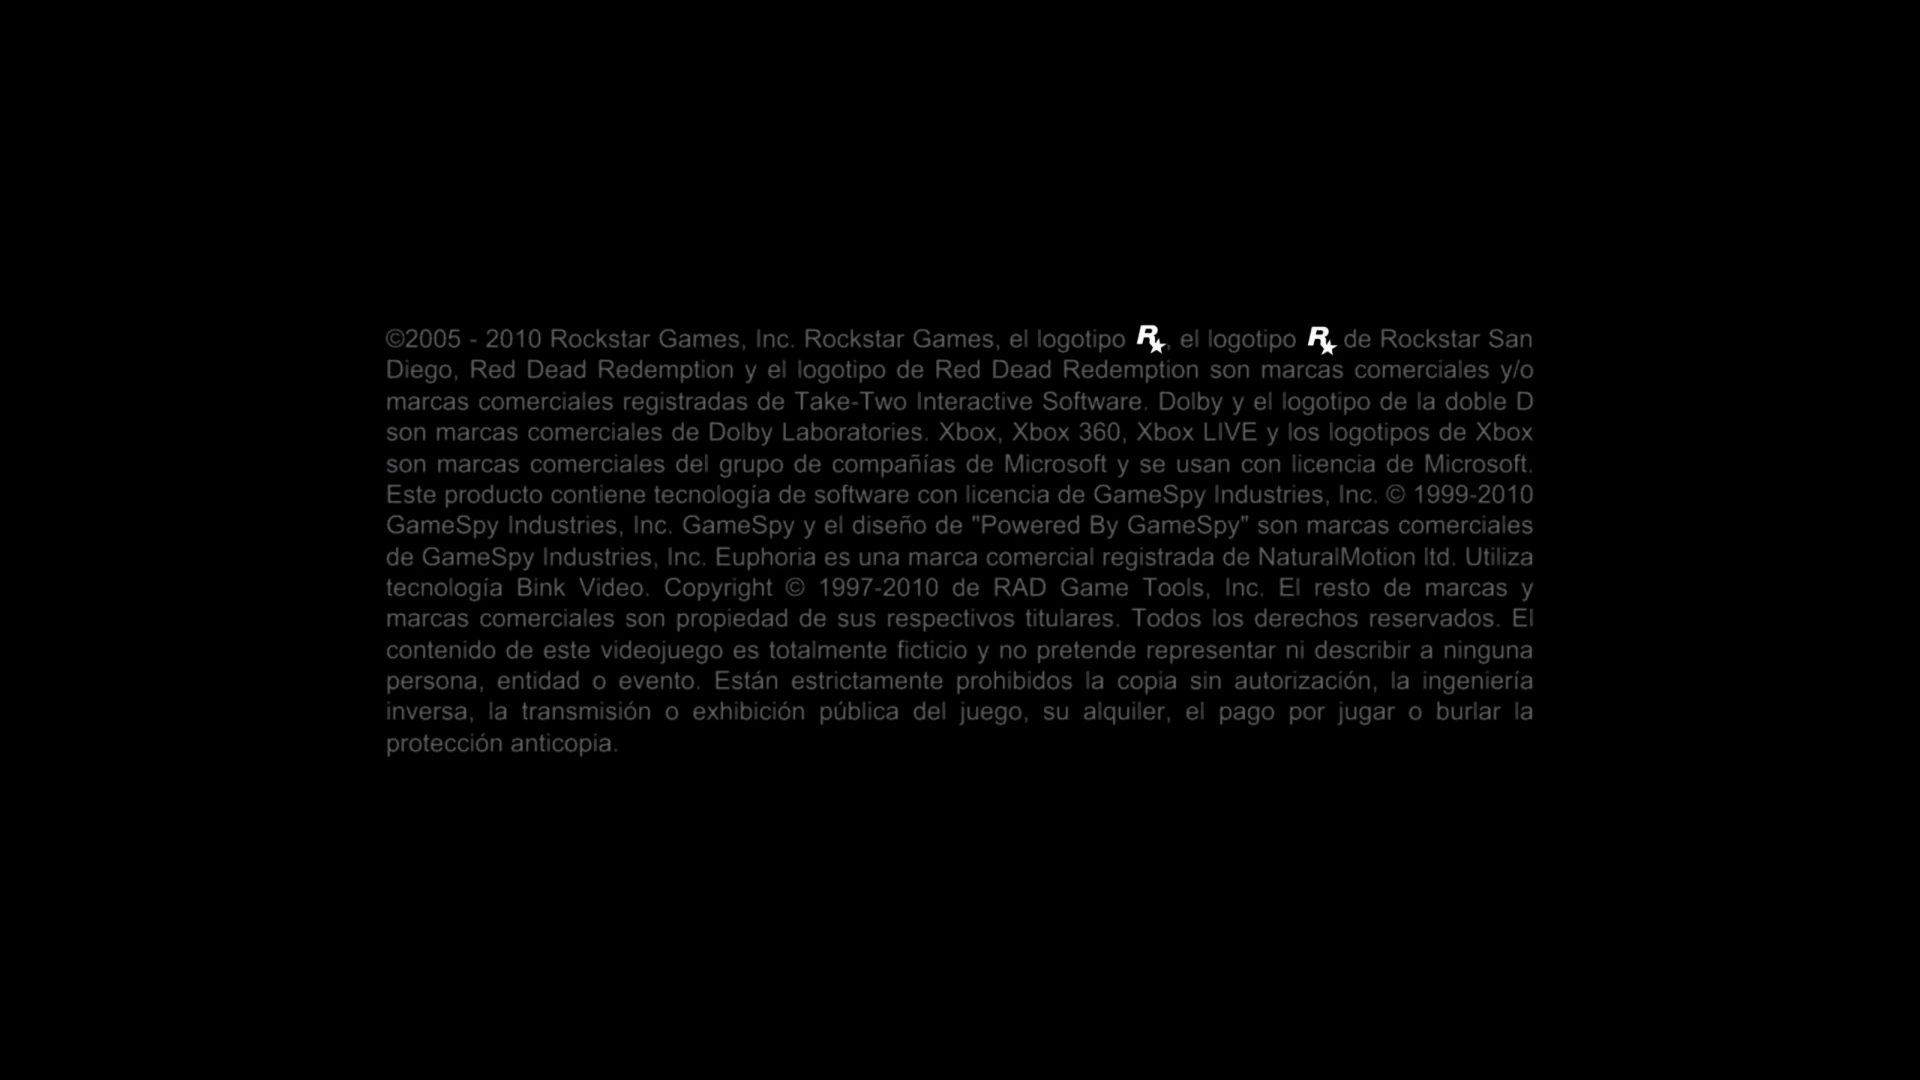 ©2005 - 2010 Rockstar Games, Inc. Rockstar Games, el logotipo R★, el logotipo R★ de Rockstar San
Diego, Red Dead Redemption y el logotipo de Red Dead Redemption son marcas comerciales y/o
marcas comerciales registradas de Take-Two Interactive Software. Dolby y el logotipo de la doble D
son marcas comerciales de Dolby Laboratories. Xbox, Xbox 360, Xbox LIVE y los logotipos de Xbox
son marcas comerciales del grupo de compañías de Microsoft y se usan con licencia de Microsoft.
Este producto contiene tecnología de software con licencia de GameSpy Industries, Inc. © 1999-2010
GameSpy Industries, Inc. GameSpy y el diseño de "Powered By GameSpy" son marcas comerciales
de GameSpy Industries, Inc. Euphoria es una marca comercial registrada de NaturalMotion ltd. Utiliza
tecnología Bink Video. Copyright © 1997-2010 de RAD Game Tools, Inc. El resto de marcas y
marcas comerciales son propiedad de sus respectivos titulares. Todos los derechos reservados. El
contenido de este videojuego es totalmente ficticio y no pretende representar ni describir a ninguna
persona, entidad o evento. Están estrictamente prohibidos la copia sin autorización, la ingeniería
inversa, la transmisión o exhibición pública del juego, su alquiler, el pago por jugar o burlar la
protección anticopia.